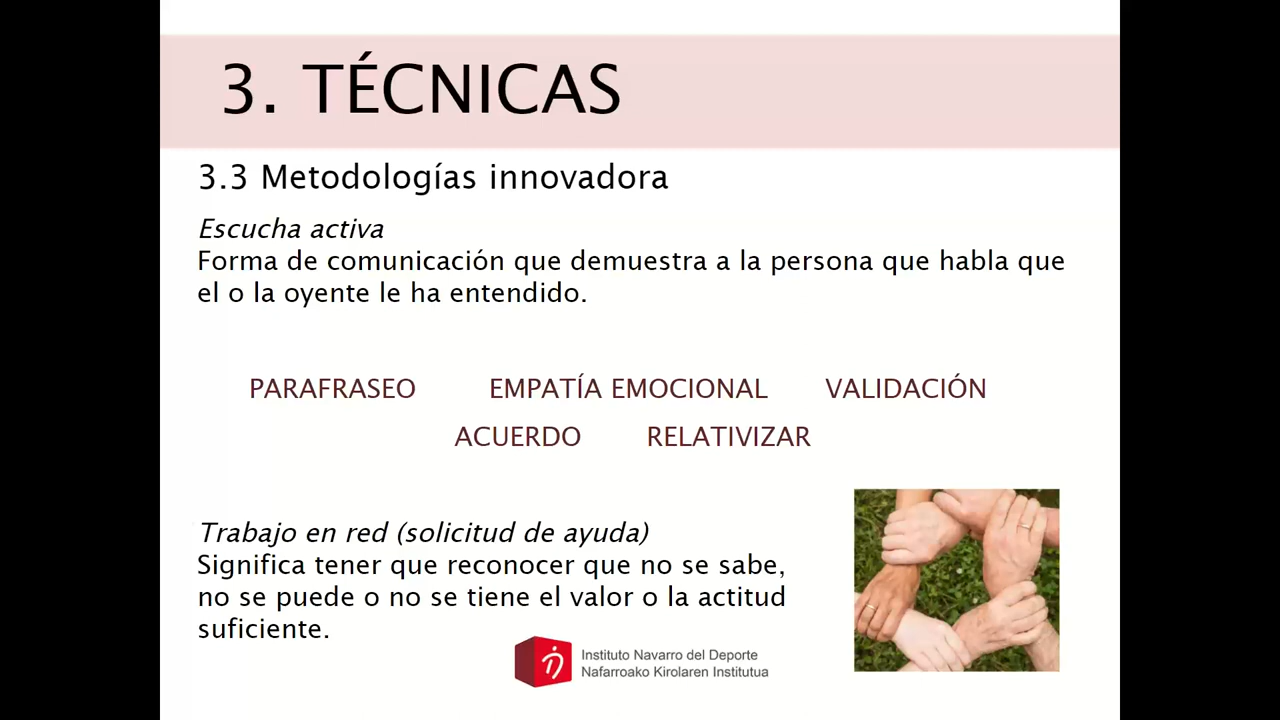 3. TÉCNICAS
3.3 Metodologías innovadora
Escucha activa
Forma de comunicación que demuestra a la persona que habla que
el o la oyente le ha entendido.
PARAFRASEO EMPATÍA EMOCIONAL VALIDACIÓN
ACUERDO RELATIVIZAR
Trabajo en red (solicitud de ayuda)
Significa tener que reconocer que no se sabe,
no se puede o no se tiene el valor o la actitud
suficiente.
Instituto Navarro del Deporte
Nafarroako Kirolaren Institutua